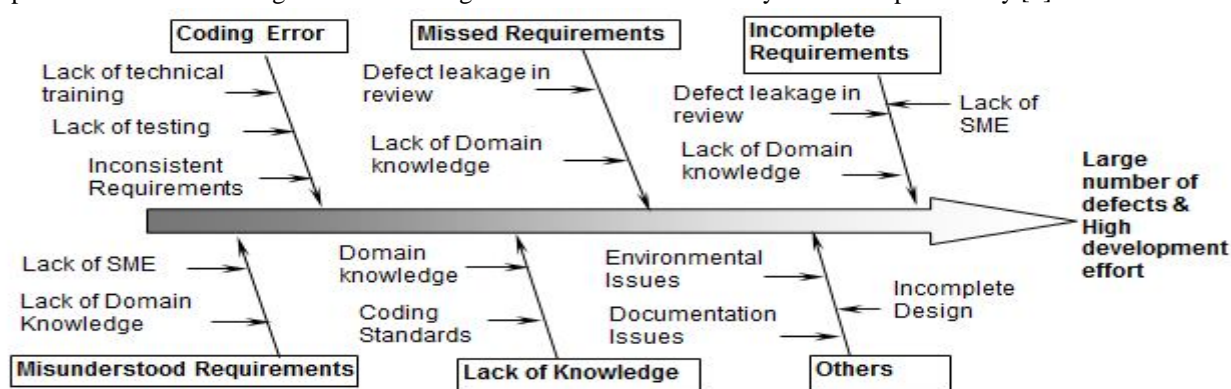 Coding Error
Lack of technical
training
Lack of testing
Inconsistent
Requirements
Missed Requirements
Defect leakage in
review
Lack of Domain
knowledge
Incomplete
Requirements
Defect leakage in
review
Lack of Domain
knowledge
Lack of
SME
Large
number of
defects &
High
development
effort
Lack of SME
Lack of Domain
Knowledge
Misunderstood Requirements
Domain
knowledge
Coding
Standards
Lack of Knowledge
Environmental
Issues
Documentation
Issues
Incomplete
Design
Others